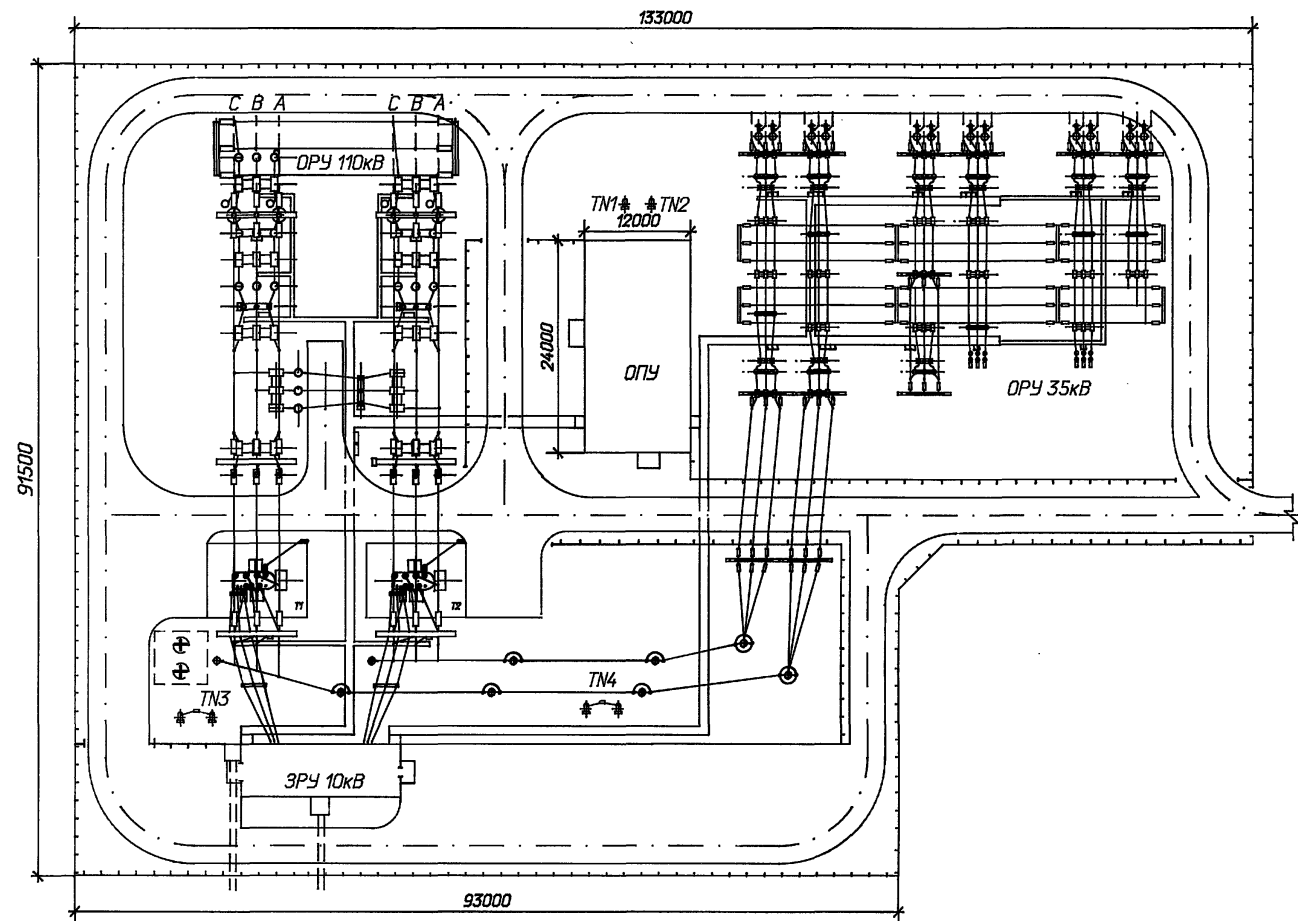 133000
C B A
C B A
ОРУ 110кВ
TN1 TN2
12000
24000
ОПУ
ОРУ 35кВ
91500
T1
T2
TN3
TN4
ЗРУ 10кВ
93000